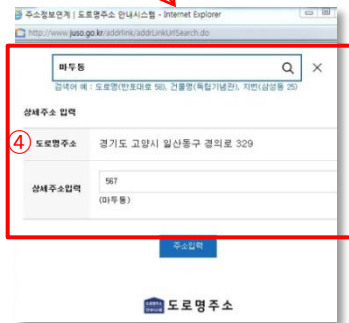 주소정보연계 | 도로명주소 안내시스템 - Internet Explorer
http://www.juso.go.kr/addrlink/addrLinkUrlSearch.do
마두동
검색어 예 : 도로명(반포대로 58), 건물명(독립기념관), 지번(삼성동 25)
상세주소 입력
④ 도로명주소 경기도 고양시 일산동구 경의로 329
상세주소입력 567
(마두동)
주소입력
도로명주소